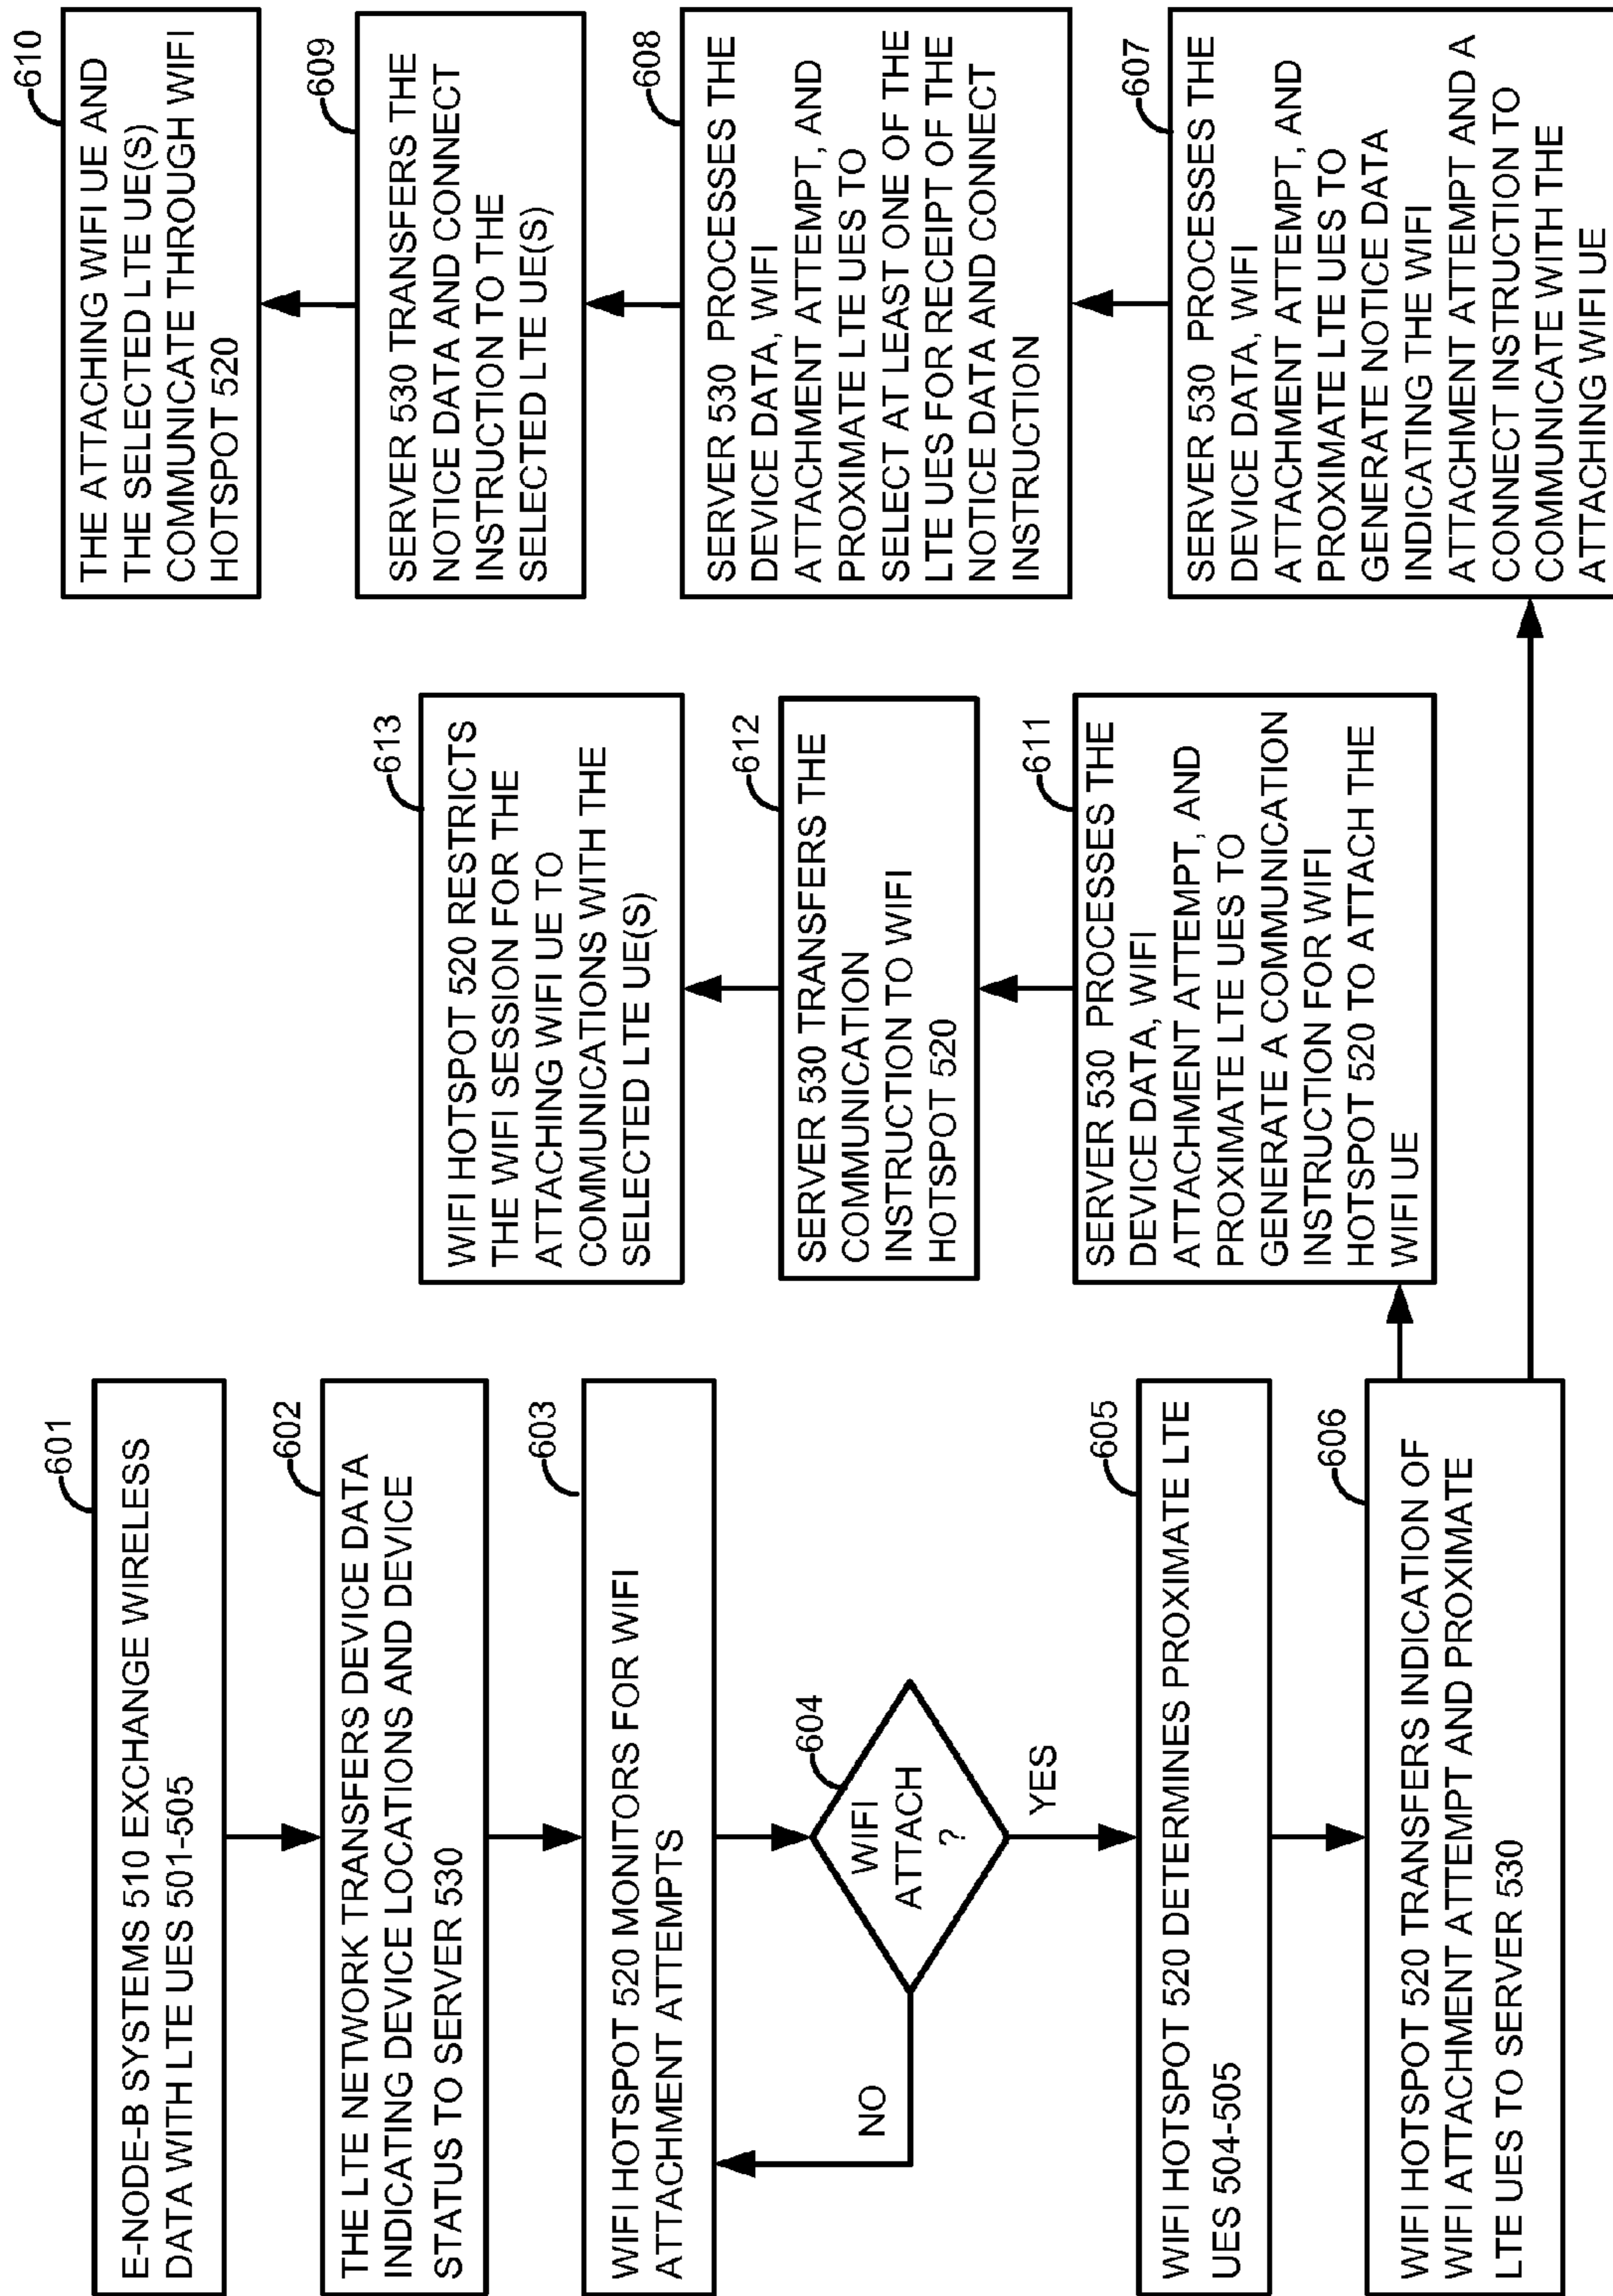 601
E-NODE-B SYSTEMS 510 EXCHANGE WIRELESS
DATA WITH LTE UES 501-505
602
THE LTE NETWORK TRANSFERS DEVICE DATA
INDICATING DEVICE LOCATIONS AND DEVICE
STATUS TO SERVER 530
603
WIFI HOTSPOT 520 MONITORS FOR WIFI
ATTACHMENT ATTEMPTS
604
WIFI
ATTACH
?
NO
YES
605
WIFI HOTSPOT 520 DETERMINES PROXIMATE LTE
UES 504-505
606
WIFI HOTSPOT 520 TRANSFERS INDICATION OF
WIFI ATTACHMENT ATTEMPT AND PROXIMATE
LTE UES TO SERVER 530
613
WIFI HOTSPOT 520 RESTRICTS
THE WIFI SESSION FOR THE
ATTACHING WIFI UE TO
COMMUNICATIONS WITH THE
SELECTED LTE UE(S)
612
SERVER 530 TRANSFERS THE
COMMUNICATION
INSTRUCTION TO WIFI
HOTSPOT 520
611
SERVER 530 PROCESSES THE
DEVICE DATA, WIFI
ATTACHMENT ATTEMPT, AND
PROXIMATE LTE UES TO
GENERATE A COMMUNICATION
INSTRUCTION FOR WIFI
HOTSPOT 520 TO ATTACH THE
WIFI UE
610
THE ATTACHING WIFI UE AND
THE SELECTED LTE UE(S)
COMMUNICATE THROUGH WIFI
HOTSPOT 520
609
SERVER 530 TRANSFERS THE
NOTICE DATA AND CONNECT
INSTRUCTION TO THE
SELECTED LTE UE(S)
608
SERVER 530 PROCESSES THE
DEVICE DATA, WIFI
ATTACHMENT ATTEMPT, AND
PROXIMATE LTE UES TO
SELECT AT LEAST ONE OF THE
LTE UES FOR RECEIPT OF THE
NOTICE DATA AND CONNECT
INSTRUCTION
607
SERVER 530 PROCESSES THE
DEVICE DATA, WIFI
ATTACHMENT ATTEMPT, AND
PROXIMATE LTE UES TO
GENERATE NOTICE DATA
INDICATING THE WIFI
ATTACHMENT ATTEMPT AND A
CONNECT INSTRUCTION TO
COMMUNICATE WITH THE
ATTACHING WIFI UE